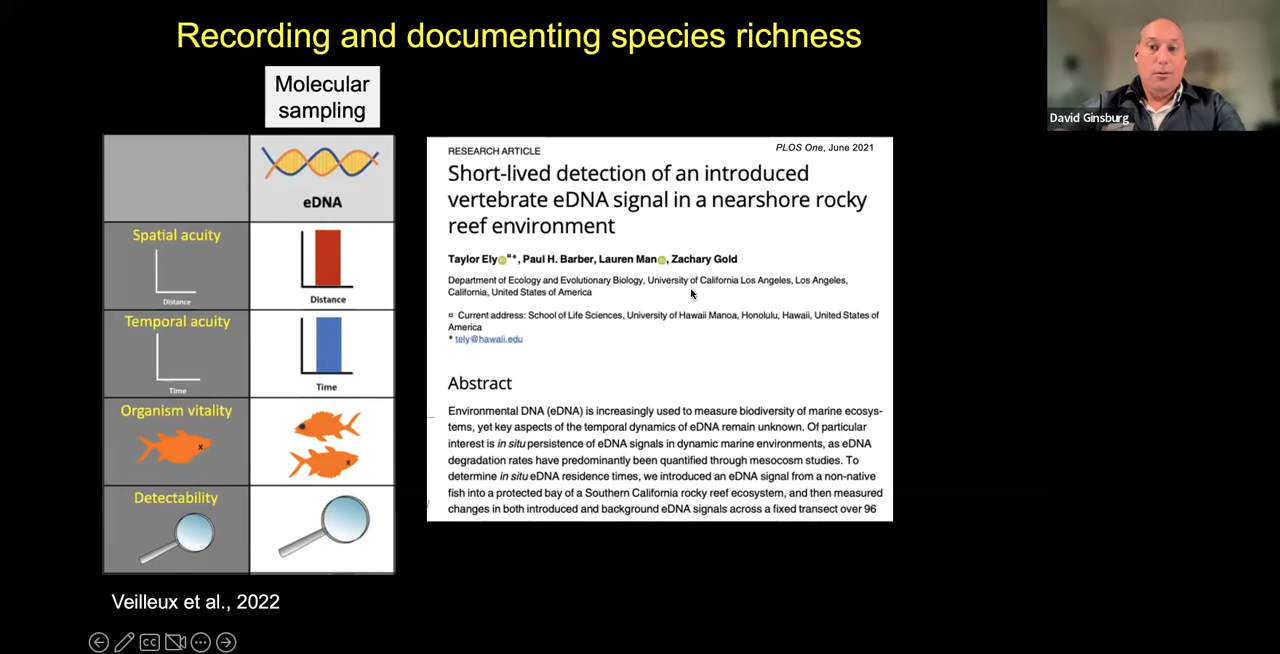 Recording and documenting species richness
David Ginsburg
Molecular
sampling
eDNA
Spatial acuity
Distance
Distance
Temporal acuity
Time
Time
Organism vitality
x
x
Detectability
Veilleux et al., 2022
RESEARCH ARTICLE
PLOS One, June 2021
Short-lived detection of an introduced
vertebrate eDNA signal in a nearshore rocky
reef environment
Taylor Ely iD ¤*, Paul H. Barber, Lauren Man iD, Zachary Gold
Department of Ecology and Evolutionary Biology, University of California Los Angeles, Los Angeles,
California, United States of America
¤ Current address: School of Life Sciences, University of Hawaii Manoa, Honolulu, Hawaii, United States of
America
* tely@hawaii.edu
Abstract
Environmental DNA (eDNA) is increasingly used to measure biodiversity of marine ecosys-
tems, yet key aspects of the temporal dynamics of eDNA remain unknown. Of particular
interest is in situ persistence of eDNA signals in dynamic marine environments, as eDNA
degradation rates have predominantly been quantified through mesocosm studies. To
determine in situ eDNA residence times, we introduced an eDNA signal from a non-native
fish into a protected bay of a Southern California rocky reef ecosystem, and then measured
changes in both introduced and background eDNA signals across a fixed transect over 96
CC